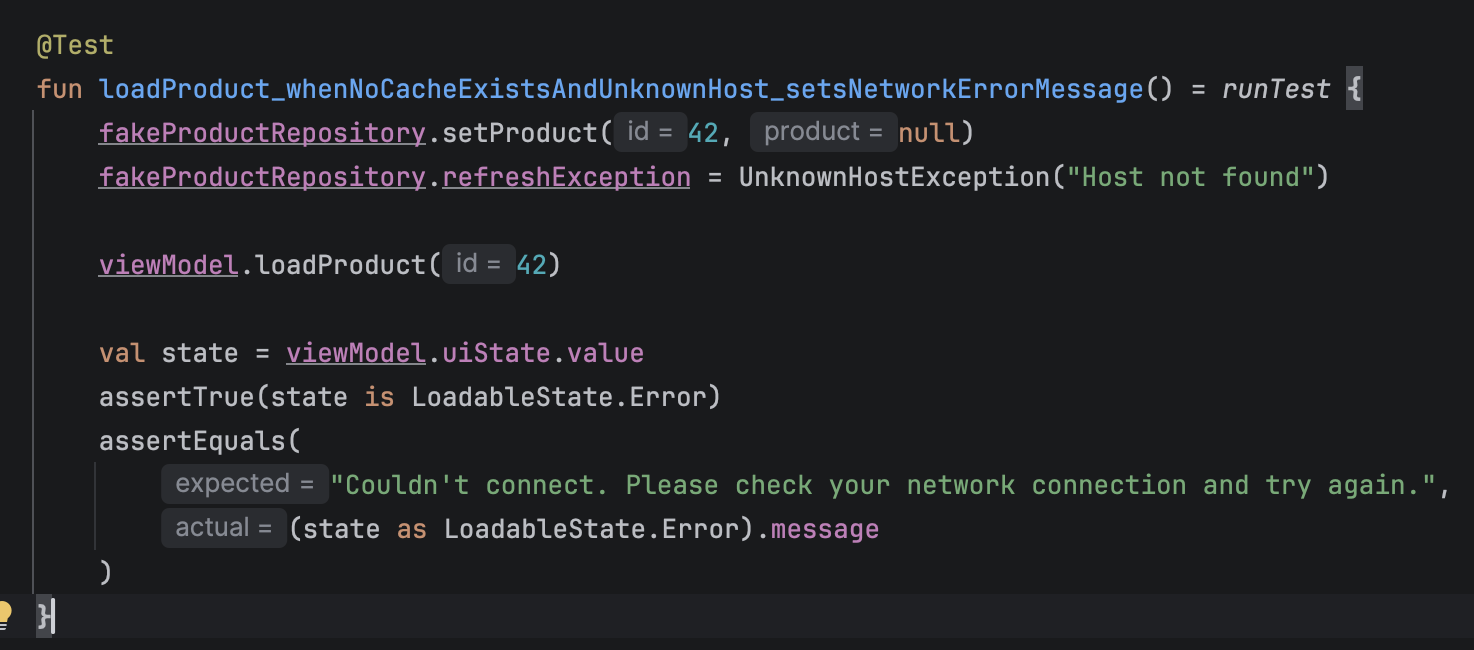 @Test
fun loadProduct_whenNoCacheExistsAndUnknownHost_setsNetworkErrorMessage() = runTest {
fakeProductRepository.setProduct( id = 42, product = null)
fakeProductRepository.refreshException = UnknownHostException("Host not found")
viewModel.loadProduct( id = 42)
val state = viewModel.uiState.value
assertTrue(state is LoadableState.Error)
assertEquals(
expected = "Couldn't connect. Please check your network connection and try again.",
actual = (state as LoadableState.Error).message
)
}